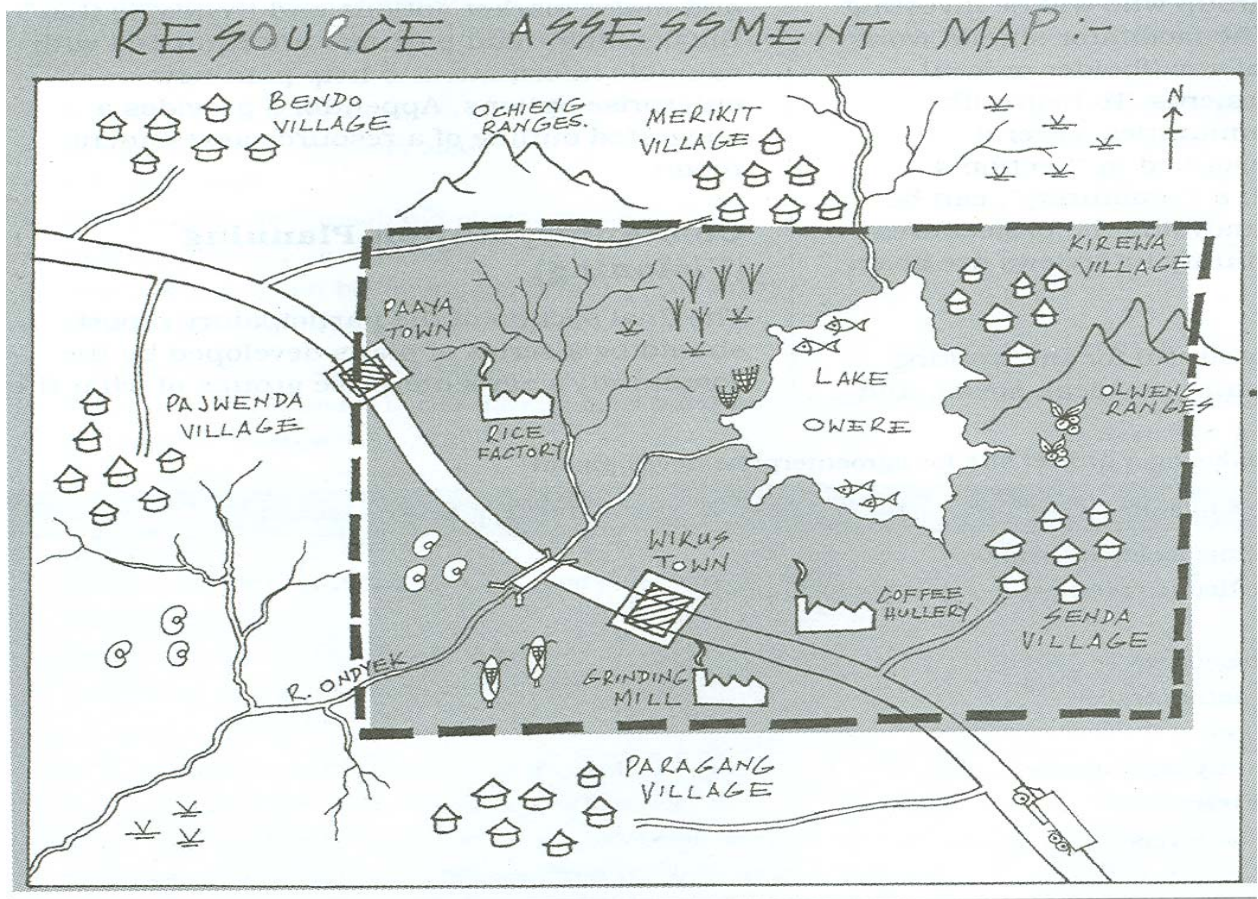 RESOURCE ASSESSMENT MAP:-
BENDO
VILLAGE
OCHIENG
RANGES.
MERIKIT
VILLAGE
N
KIREWA
VILLAGE
PAAYA
TOWN
LAKE
OWERE
OLWENG
RANGES
PAJWENDA
VILLAGE
RICE
FACTORY
WIKUS
TOWN
COFFEE
HULLERY
SENDA
VILLAGE
R. ONDYEK
GRINDING
MILL
PARAGANG
VILLAGE